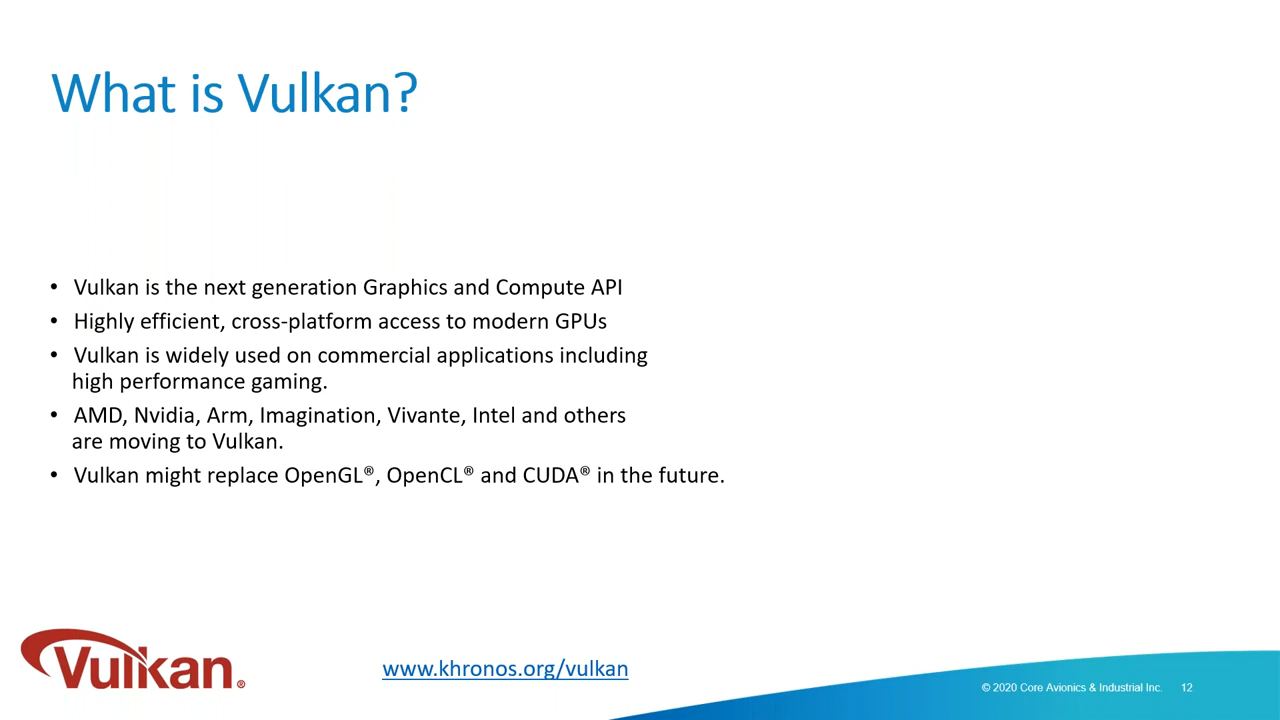 What is Vulkan?
• Vulkan is the next generation Graphics and Compute API
• Highly efficient, cross-platform access to modern GPUs
• Vulkan is widely used on commercial applications including
high performance gaming.
• AMD, Nvidia, Arm, Imagination, Vivante, Intel and others
are moving to Vulkan.
• Vulkan might replace OpenGL®, OpenCL® and CUDA® in the future.
Vulkan®
www.khronos.org/vulkan
© 2020 Core Avionics & Industrial Inc. 12